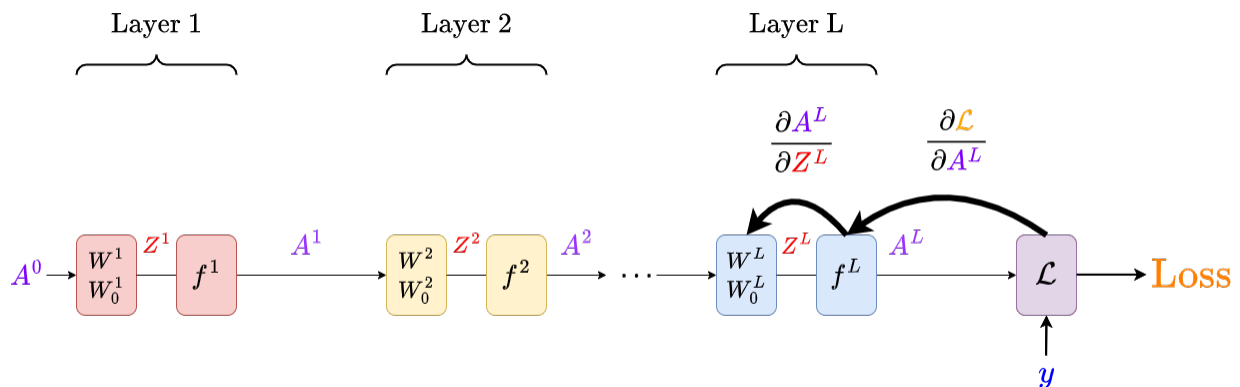 Layer 1
Layer 2
Layer L
∂A^L
∂Z^L
∂ℒ
∂A^L
A^0
W^1
W_0^1
Z^1
f^1
A^1
W^2
W_0^2
Z^2
f^2
A^2
...
W^L
W_0^L
Z^L
f^L
A^L
ℒ
Loss
y